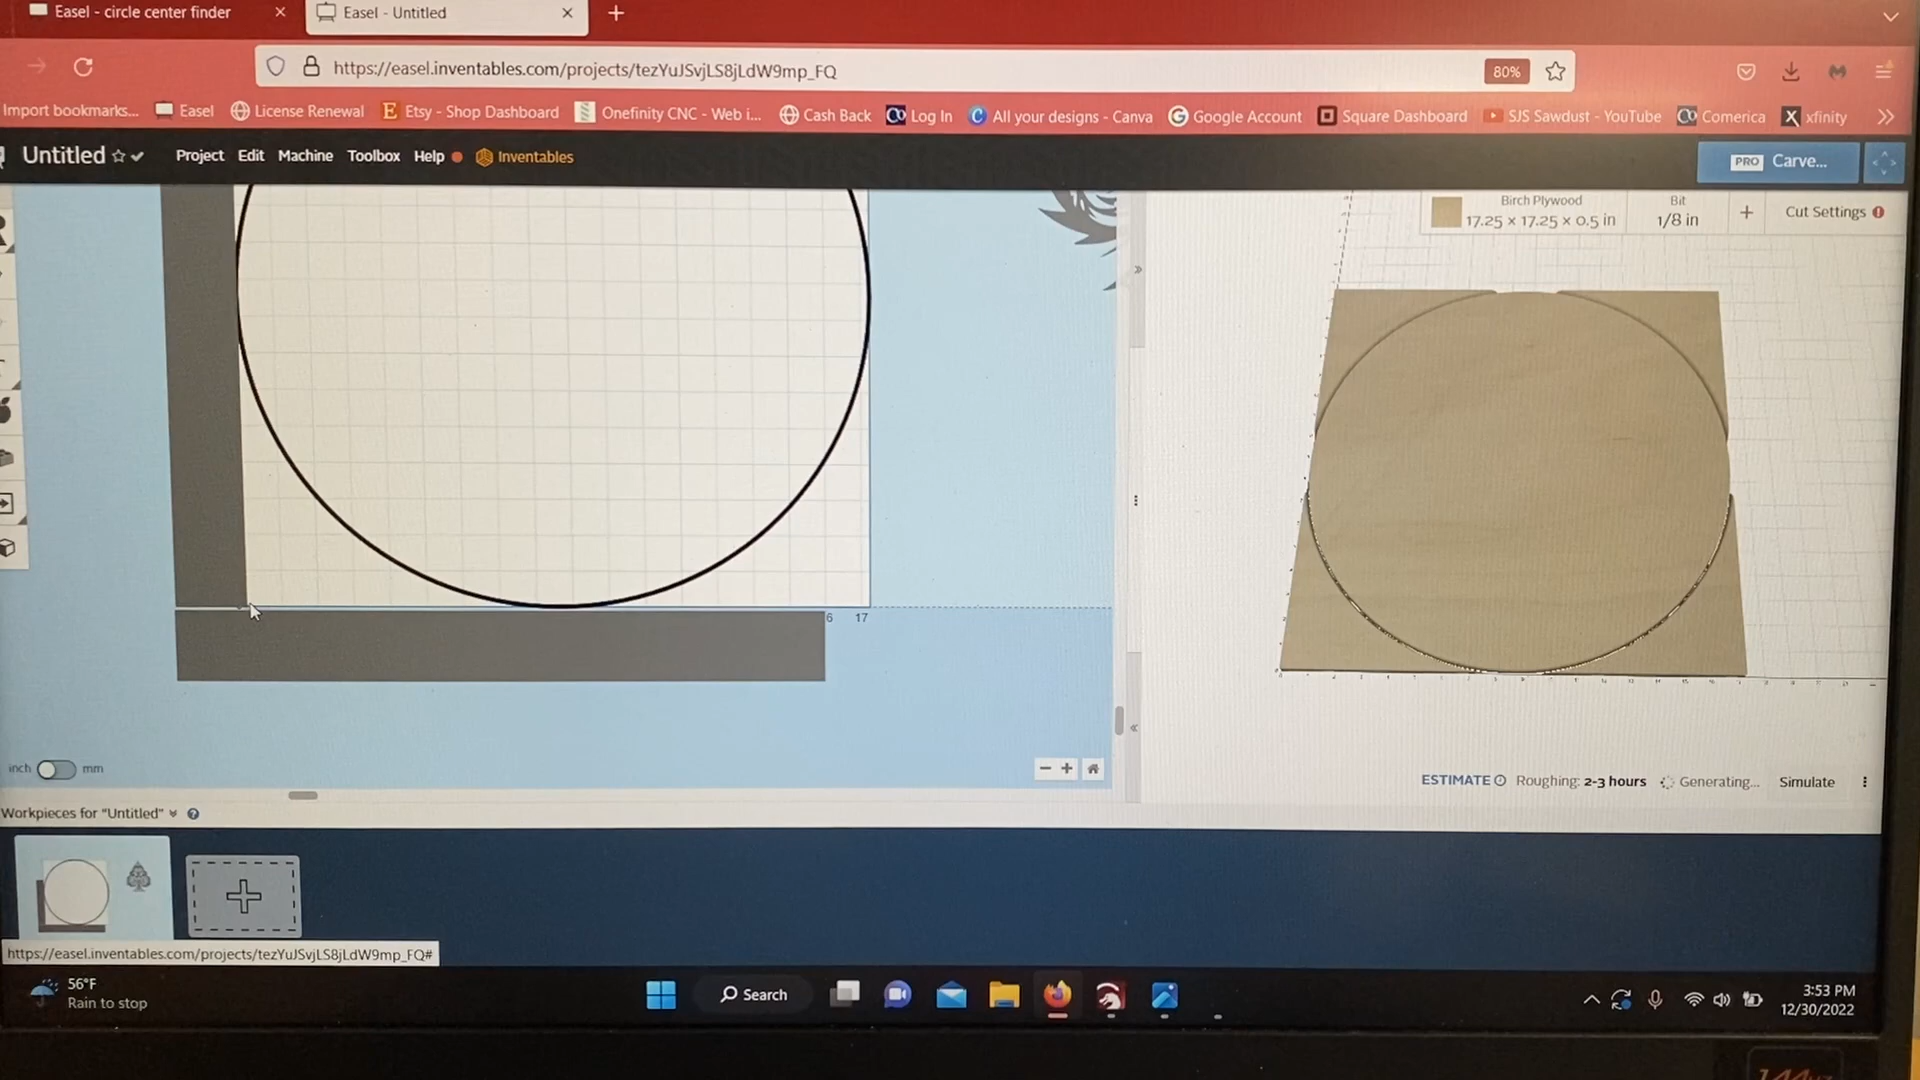 Easel - circle center finder
Easel - Untitled
https://easel.inventables.com/projects/tezYuJSvjLS8jLdW9mp_FQ
80%
Import bookmarks...
Easel
License Renewal
Etsy - Shop Dashboard
Onefinity CNC - Web i...
Cash Back
Log In
All your designs - Canva
Google Account
Square Dashboard
SJS Sawdust - YouTube
Comerica
xfinity
Untitled
Project
Edit
Machine
Toolbox
Help
Inventables
PRO Carve...
Birch Plywood
17.25 × 17.25 × 0.5 in
Bit
1/8 in
Cut Settings
6 17
inch mm
ESTIMATE Roughing: 2-3 hours Generating... Simulate
Workpieces for "Untitled"
https://easel.inventables.com/projects/tezYuJSvjLS8jLdW9mp_FQ#
56°F
Rain to stop
Search
3:53 PM
12/30/2022